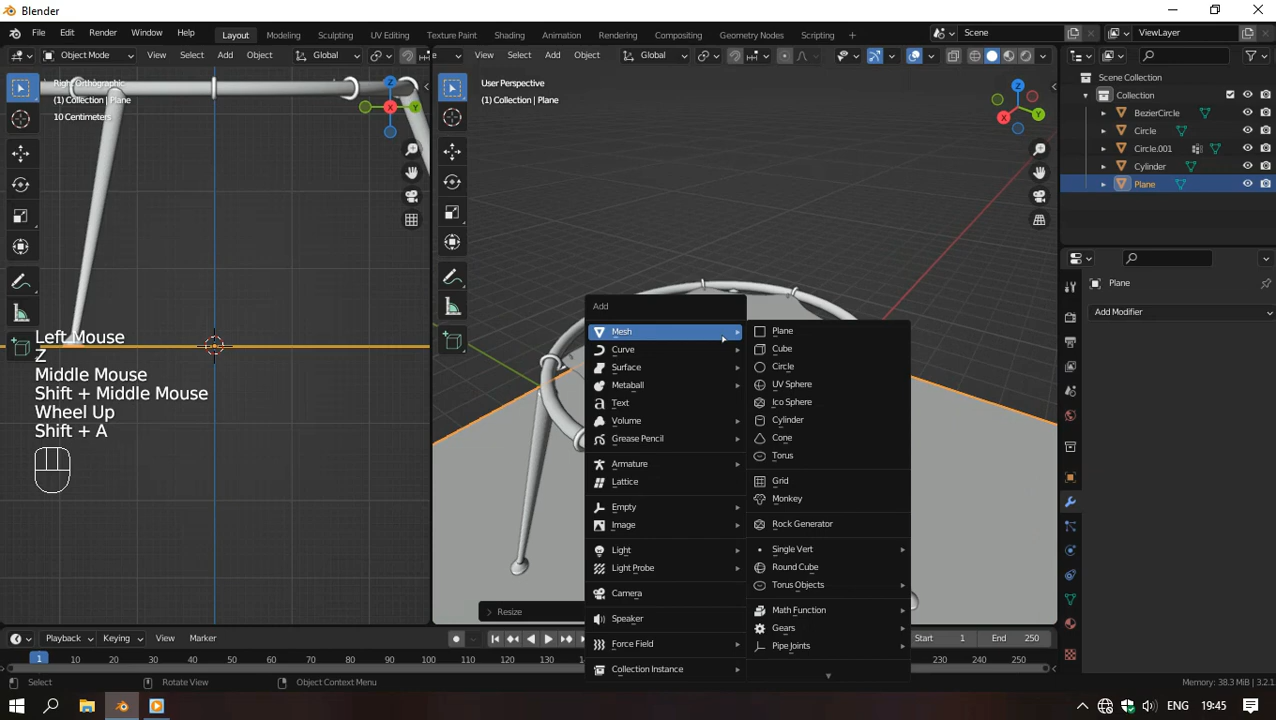 Blender
File Edit Render Window Help Layout Modeling Sculpting UV Editing Texture Paint Shading Animation Rendering Compositing Geometry Nodes Scripting + Scene ViewLayer
Object Mode View Select Add Object Global
View Select Add Object Global
Right Orthographic
(1) Collection | Plane
10 Centimeters
User Perspective
(1) Collection | Plane
Scene Collection
Collection
BezierCircle
Circle
Circle.001
Cylinder
Plane
Plane
Add Modifier
Left Mouse
Z
Middle Mouse
Shift + Middle Mouse
Wheel Up
Shift + A
Add
Mesh
Curve
Surface
Metaball
Text
Volume
Grease Pencil
Armature
Lattice
Empty
Image
Light
Light Probe
Camera
Speaker
Force Field
Collection Instance
Plane
Cube
Circle
UV Sphere
Ico Sphere
Cylinder
Cone
Torus
Grid
Monkey
Rock Generator
Single Vert
Round Cube
Torus Objects
Math Function
Gears
Pipe Joints
Resize
Playback Keying View Marker Start 1 End 250
1 10 20 30 40 50 60 70 80 90 100 110 120 130 230 240 250
Select Rotate View Object Context Menu Memory: 38.3 MiB | 3.2.1
ENG 19:45